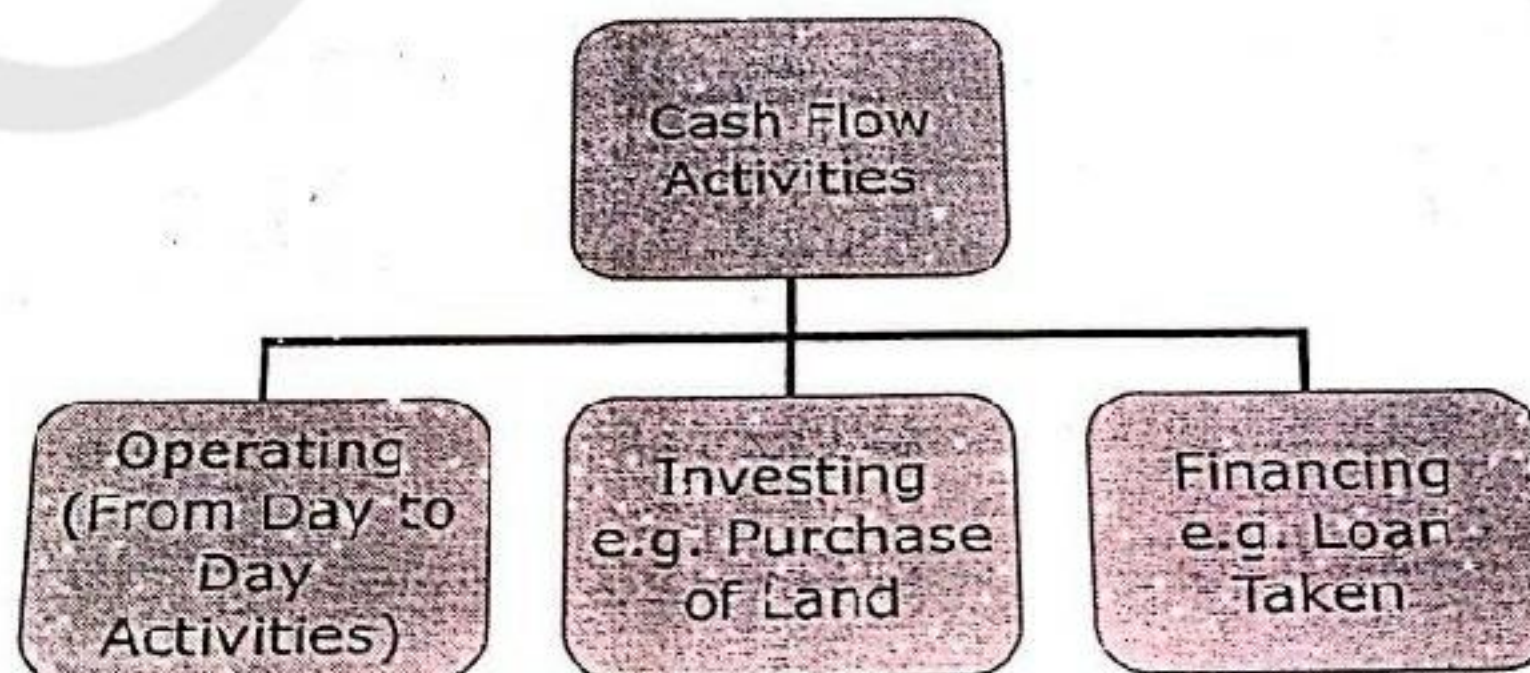 Cash Flow
Activities
Operating
(From Day to
Day
Activities)
Investing
e.g. Purchase
of Land
Financing
e.g. Loan
Taken